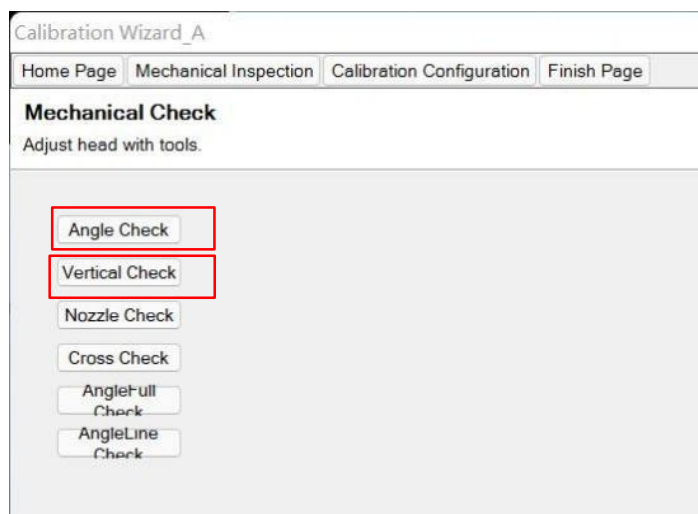 Calibration Wizard_A
Home Page Mechanical Inspection Calibration Configuration Finish Page
Mechanical Check
Adjust head with tools.
Angle Check
Vertical Check
Nozzle Check
Cross Check
AngleFull
Check
AngleLine
Check